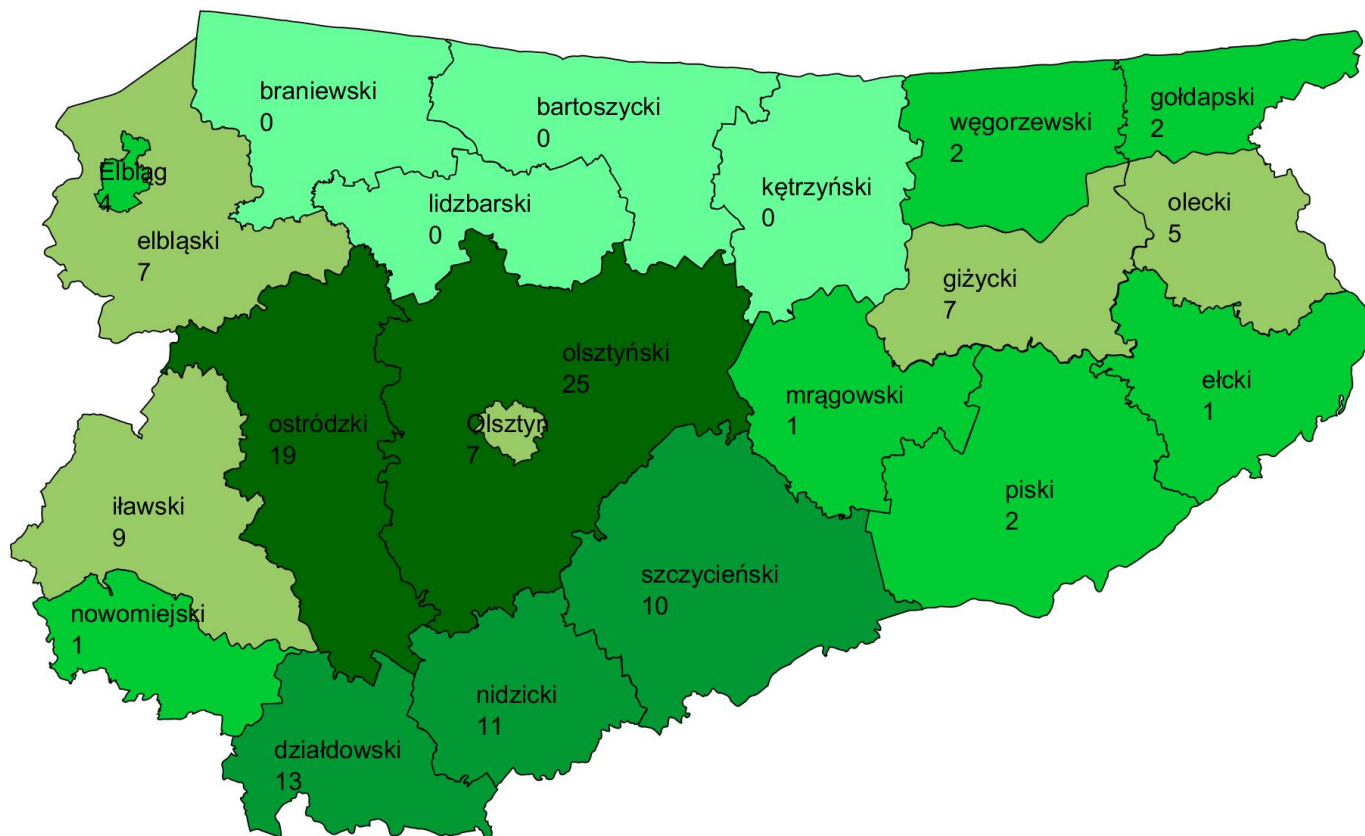 braniewski
0
bartoszycki
0
węgorzewski
2
gołdapski
2
Elbląg
4
lidzbarski
0
kętrzyński
0
olecki
5
elbląski
7
giżycki
7
olsztyński
25
mrągowski
1
ełcki
1
ostródzki
19
Olsztyn
7
iławski
9
piski
2
szczycieński
10
nowomiejski
1
nidzicki
11
działdowski
13